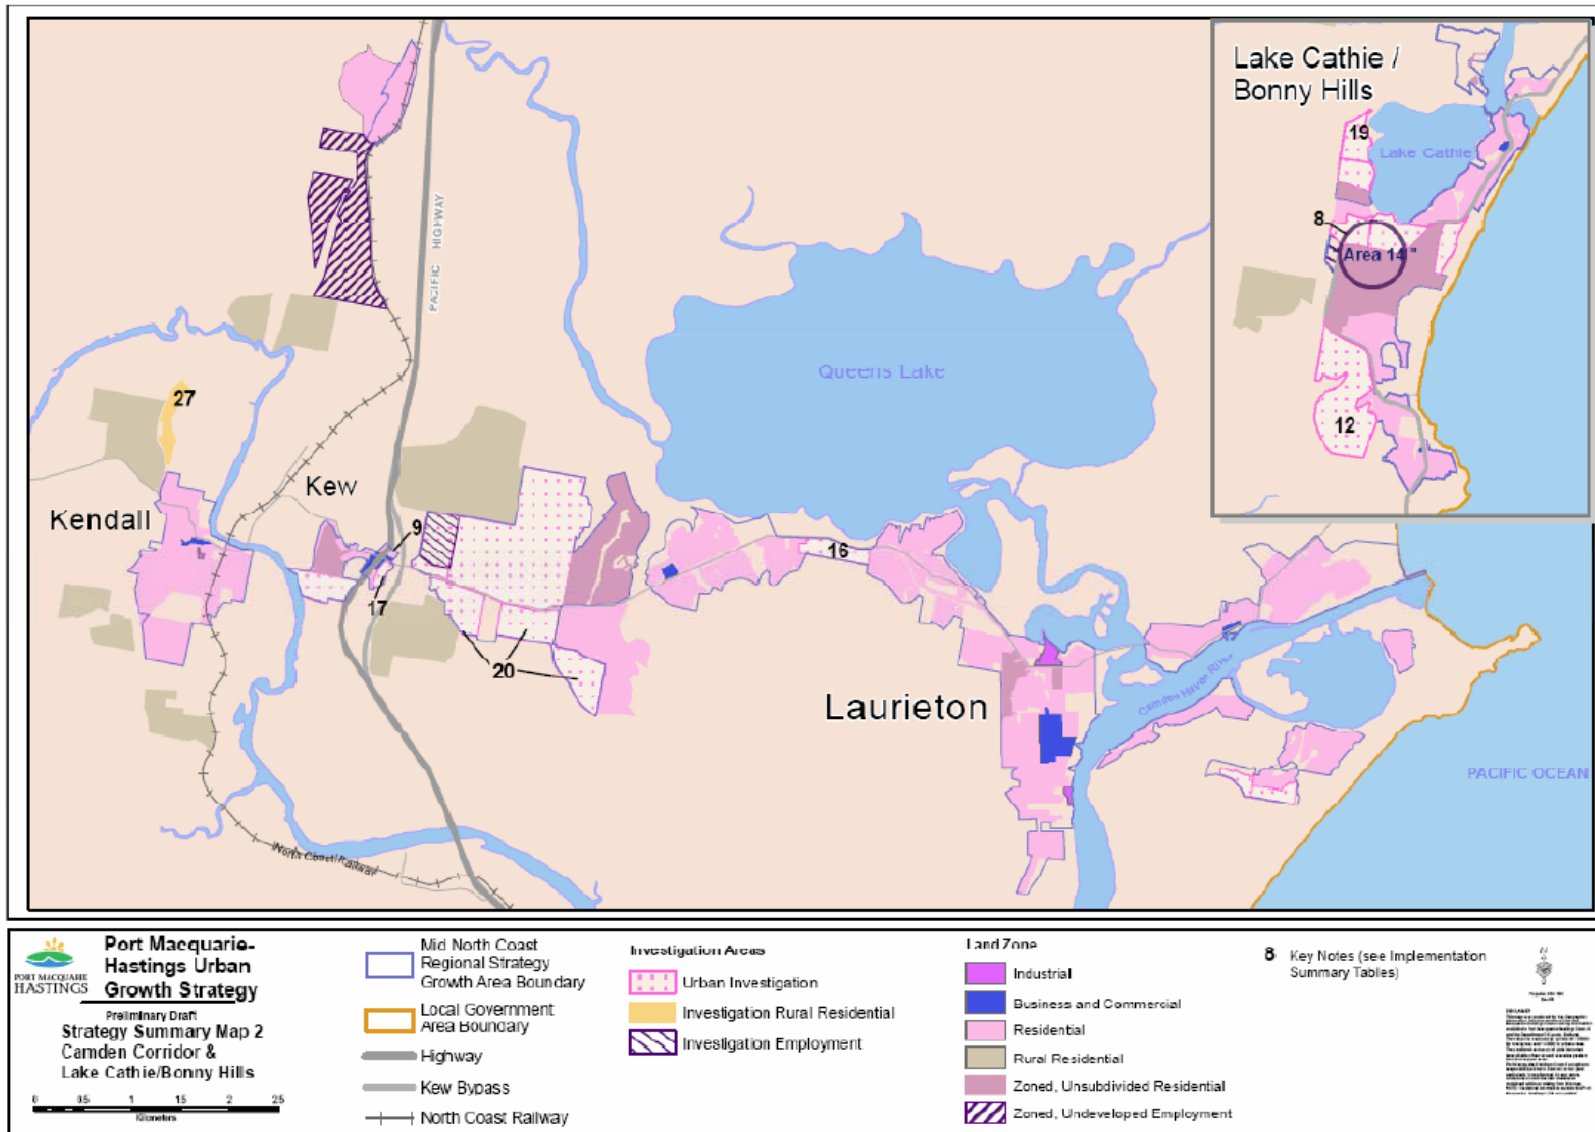 Lake Cathie /
Bonny Hills
19
Lake Cathie
8
Area 14
12
PACIFIC HIGHWAY
Queens Lake
27
Kew
Kendall
9
16
17
20
Laurieton
Camden Haven River
PACIFIC OCEAN
North Coast Railway
PORT MACQUARIE
HASTINGS
Port Macquarie-
Hastings Urban
Growth Strategy
Preliminary Draft
Strategy Summary Map 2
Camden Corridor &
Lake Cathie/Bonny Hills
0 0.5 1 1.5 2 2.5
Kilometers
Mid North Coast
Regional Strategy
Growth Area Boundary
Local Government
Area Boundary
Highway
Kew Bypass
North Coast Railway
Investigation Areas
Urban Investigation
Investigation Rural Residential
Investigation Employment
Land Zone
Industrial
Business and Commercial
Residential
Rural Residential
Zoned, Unsubdivided Residential
Zoned, Undeveloped Employment
8 Key Notes (see Implementation
Summary Tables)